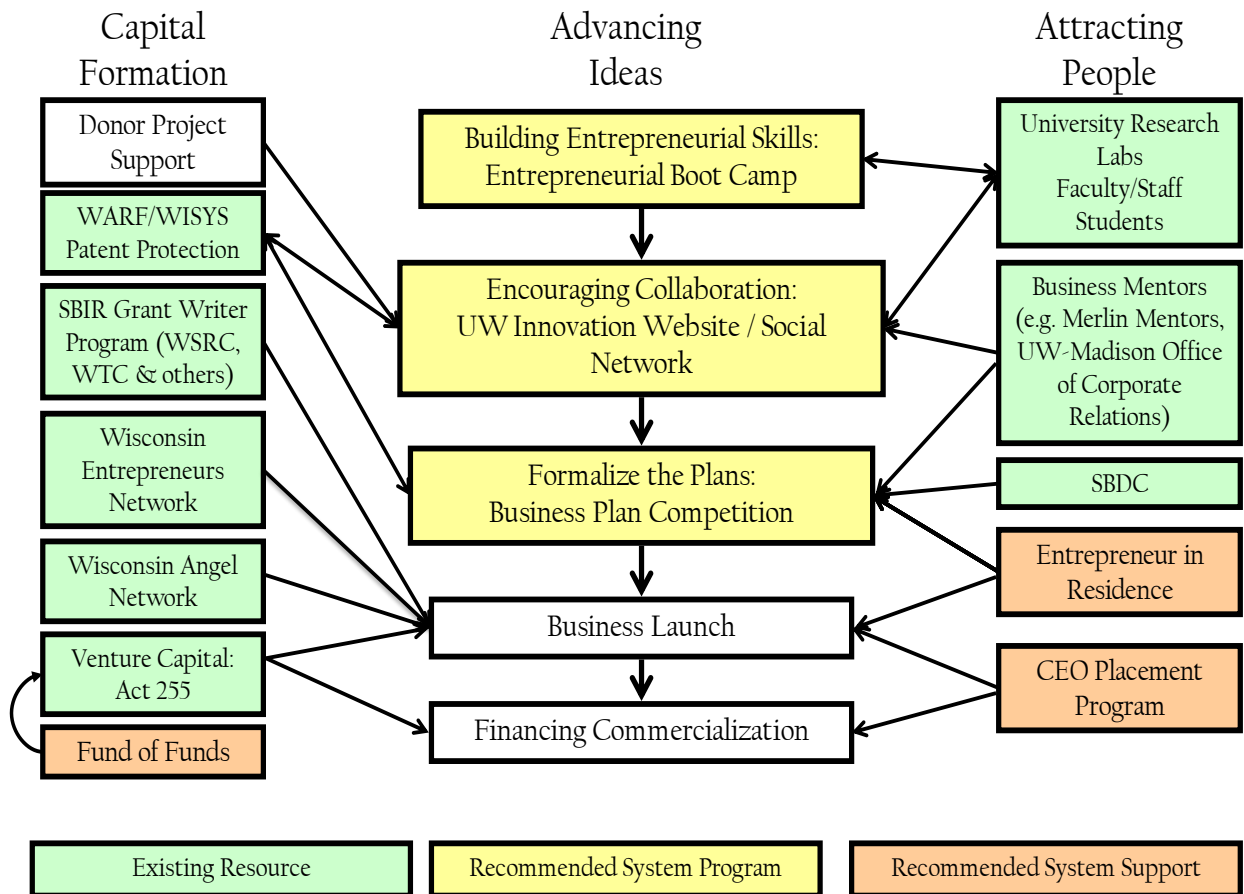 Capital
Formation
Donor Project
Support
WARF/WISYS
Patent Protection
SBIR Grant Writer
Program (WSRC,
WTC & others)
Wisconsin
Entrepreneurs
Network
Wisconsin Angel
Network
Venture Capital:
Act 255
Fund of Funds
Advancing
Ideas
Building Entrepreneurial Skills:
Entrepreneurial Boot Camp
Encouraging Collaboration:
UW Innovation Website / Social
Network
Formalize the Plans:
Business Plan Competition
Business Launch
Financing Commercialization
Attracting
People
University Research
Labs
Faculty/Staff
Students
Business Mentors
(e.g. Merlin Mentors,
UW-Madison Office
of Corporate
Relations)
SBDC
Entrepreneur in
Residence
CEO Placement
Program
Existing Resource
Recommended System Program
Recommended System Support